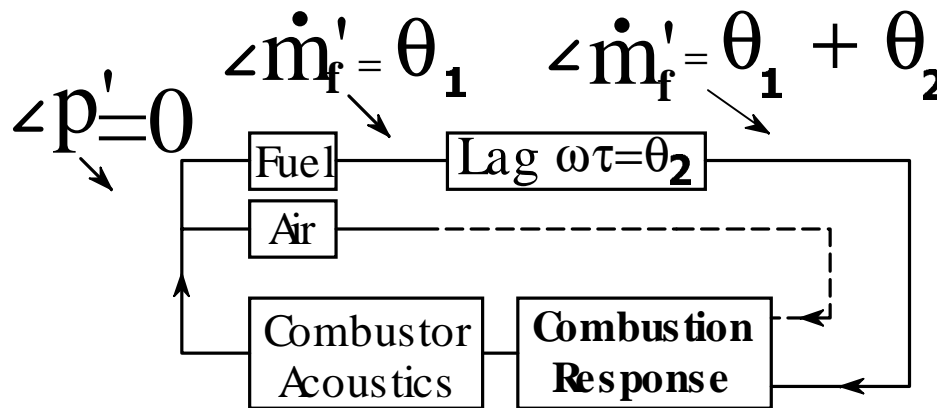 ∠p'=0
∠ṁ'f = θ1
∠ṁ'f = θ1 + θ2
Fuel
Lag ωτ=θ2
Air
Combustor
Acoustics
Combustion
Response